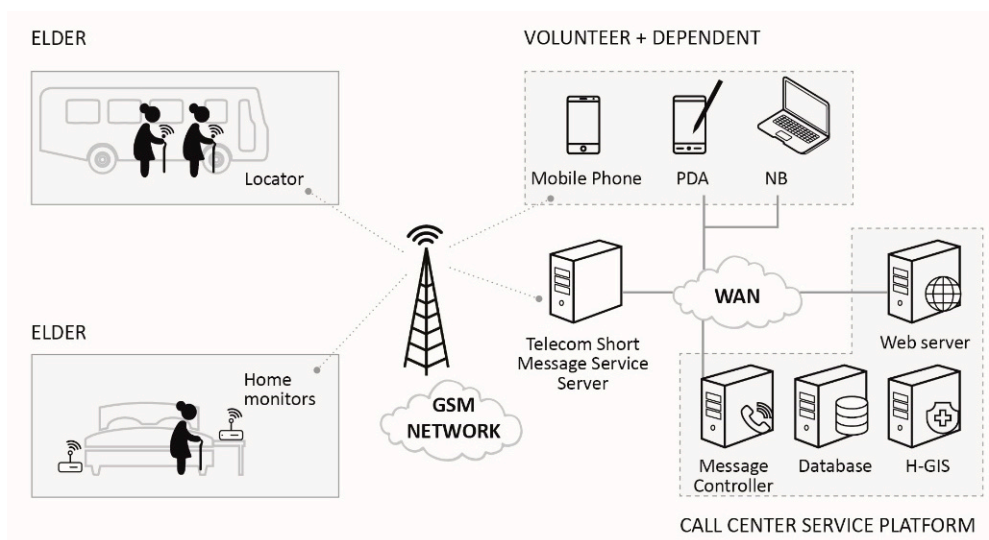 ELDER
Locator
ELDER
Home
monitors
GSM
NETWORK
VOLUNTEER + DEPENDENT
Mobile Phone
PDA
NB
Telecom Short
Message Service
Server
WAN
Web server
Message
Controller
Database
H-GIS
CALL CENTER SERVICE PLATFORM